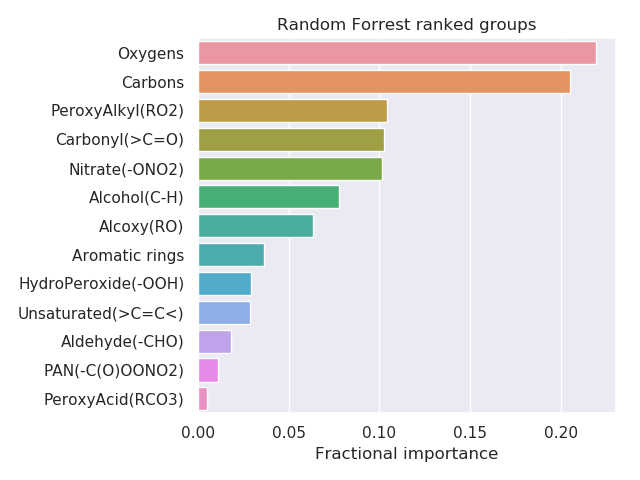 Random Forrest ranked groups
Oxygens
Carbons
PeroxyAlkyl(RO2)
Carbonyl(>C=O)
Nitrate(-ONO2)
Alcohol(C-H)
Alcoxy(RO)
Aromatic rings
HydroPeroxide(-OOH)
Unsaturated(>C=C<)
Aldehyde(-CHO)
PAN(-C(O)OONO2)
PeroxyAcid(RCO3)
0.00 0.05 0.10 0.15 0.20
Fractional importance